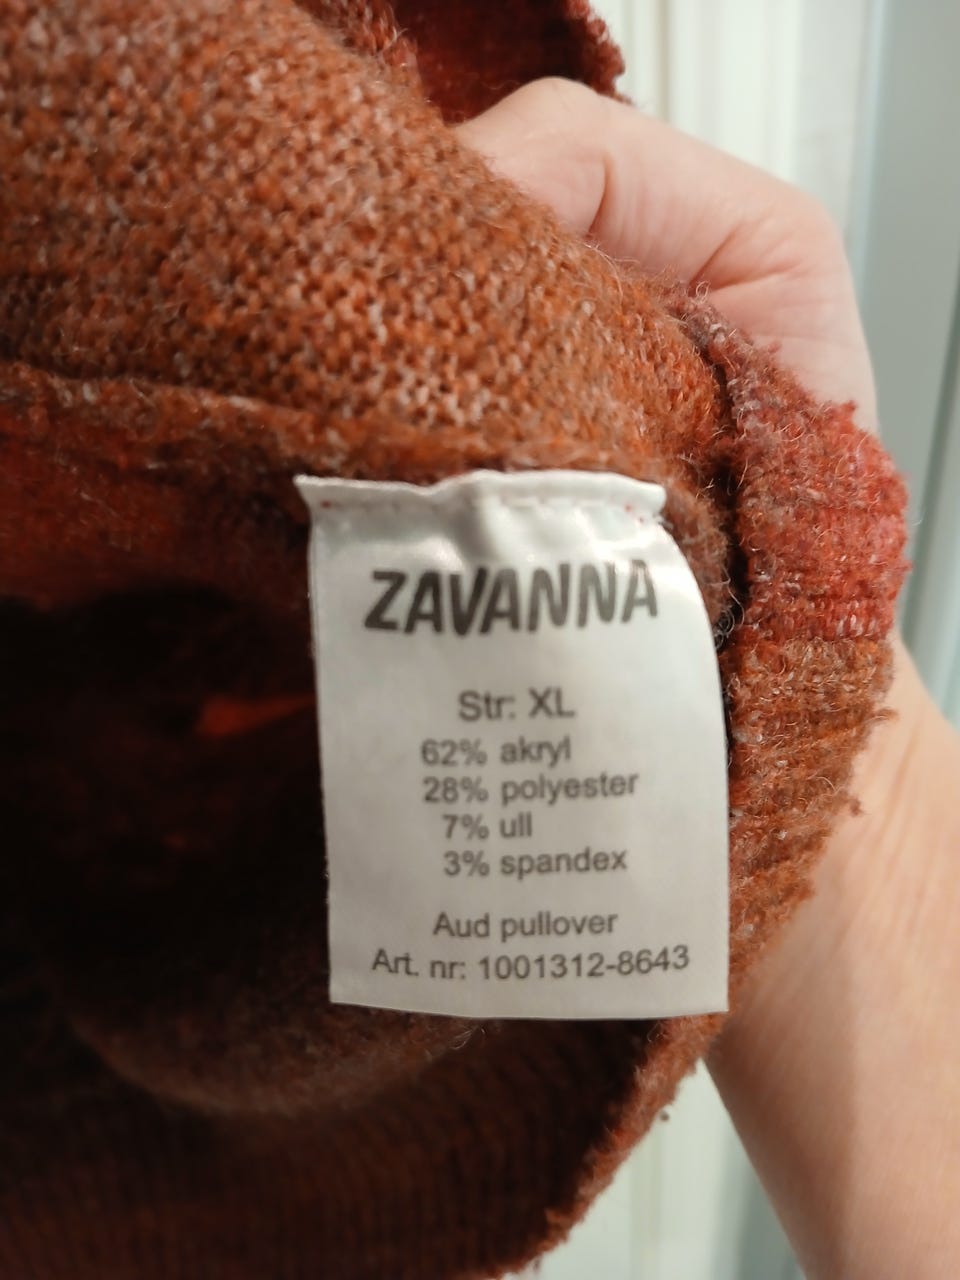 ZAVANNA
Str: XL
62% akryl
28% polyester
7% ull
3% spandex
Aud pullover
Art. nr: 1001312-8643